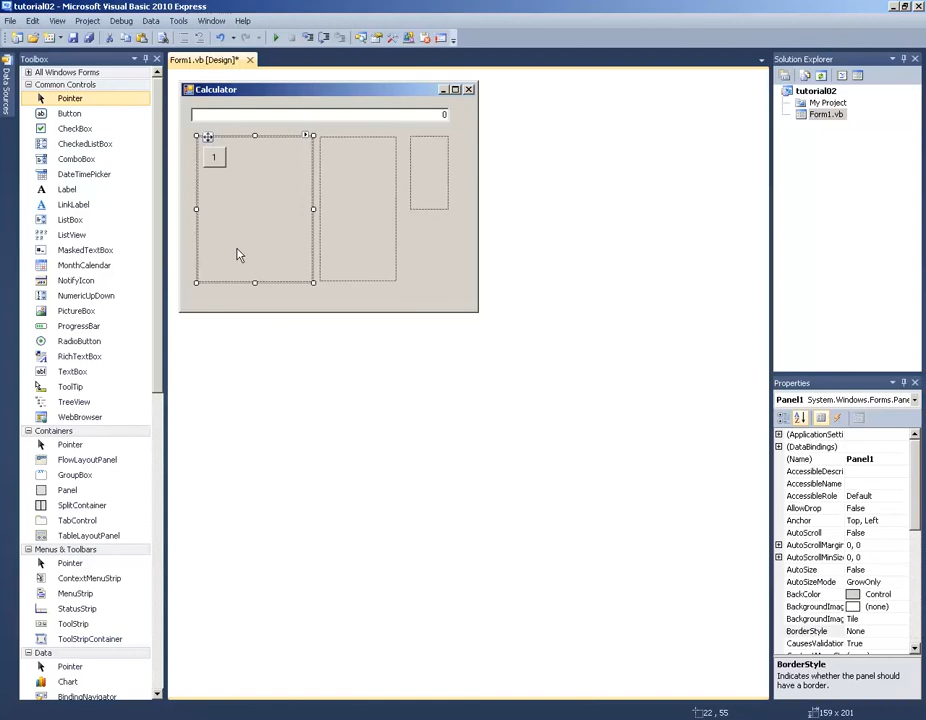 tutorial02 - Microsoft Visual Basic 2010 Express
File Edit View Project Debug Data Tools Window Help
Data Sources
Toolbox
All Windows Forms
Common Controls
Pointer
Button
CheckBox
CheckedListBox
ComboBox
DateTimePicker
Label
LinkLabel
ListBox
ListView
MaskedTextBox
MonthCalendar
NotifyIcon
NumericUpDown
PictureBox
ProgressBar
RadioButton
RichTextBox
TextBox
ToolTip
TreeView
WebBrowser
Containers
Pointer
FlowLayoutPanel
GroupBox
Panel
SplitContainer
TabControl
TableLayoutPanel
Menus & Toolbars
Pointer
ContextMenuStrip
MenuStrip
StatusStrip
ToolStrip
ToolStripContainer
Data
Pointer
Chart
BindingNavigator
Form1.vb [Design]*
Calculator
0
1
Solution Explorer
tutorial02
My Project
Form1.vb
Properties
Panel1 System.Windows.Forms.Pane
(ApplicationSetti
(DataBindings)
(Name) Panel1
AccessibleDescri
AccessibleName
AccessibleRole Default
AllowDrop False
Anchor Top, Left
AutoScroll False
AutoScrollMargin 0, 0
AutoScrollMinSiz 0, 0
AutoSize False
AutoSizeMode GrowOnly
BackColor Control
BackgroundImag (none)
BackgroundImag Tile
BorderStyle None
CausesValidation True
BorderStyle
Indicates whether the panel should
have a border.
22 , 55
159 x 201